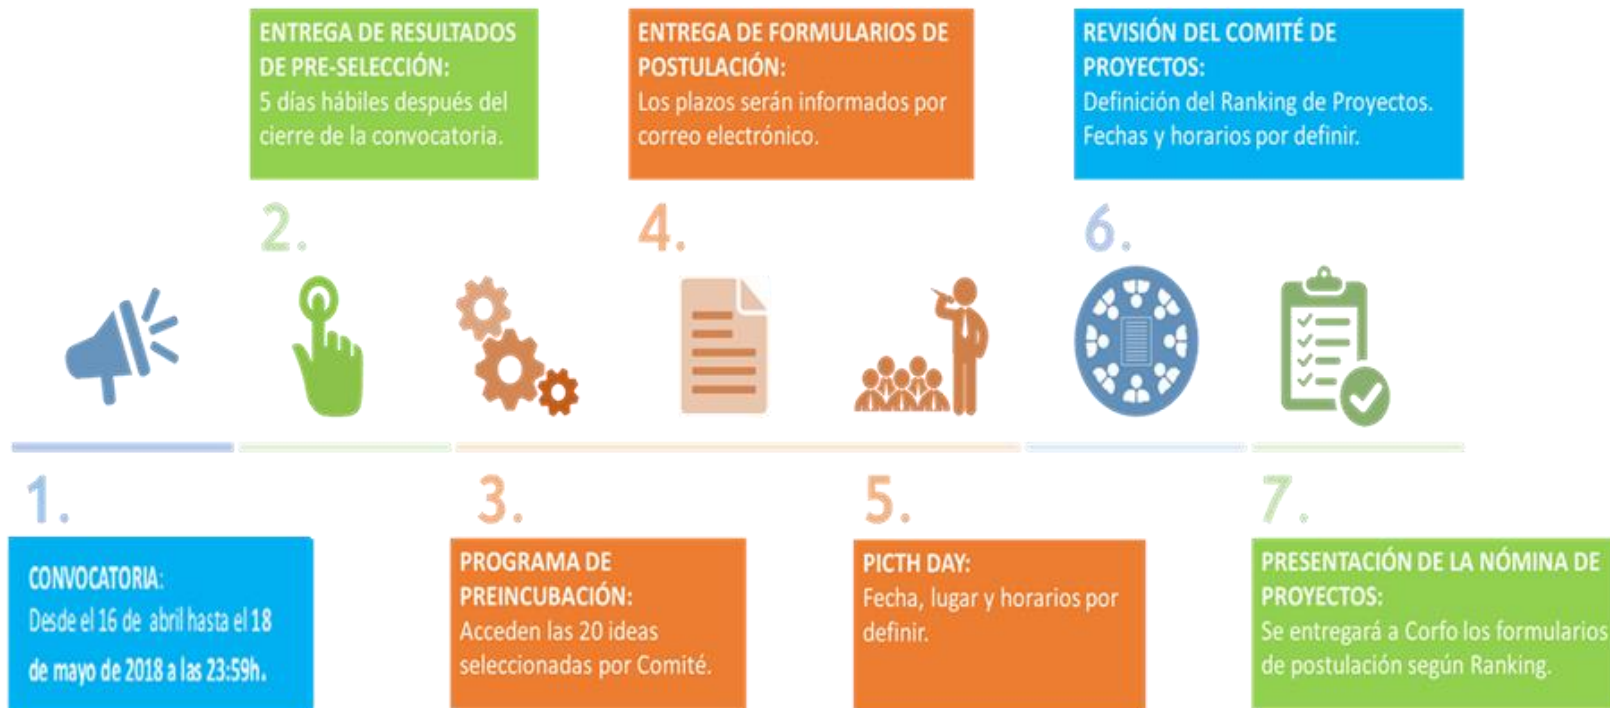 1.
CONVOCATORIA:
Desde el 16 de abril hasta el 18
de mayo de 2018 a las 23:59h.
ENTREGA DE RESULTADOS
DE PRE-SELECCIÓN:
5 días hábiles después del
cierre de la convocatoria.
2.
3.
PROGRAMA DE
PREINCUBACIÓN:
Acceden las 20 ideas
seleccionadas por Comité.
ENTREGA DE FORMULARIOS DE
POSTULACIÓN:
Los plazos serán informados por
correo electrónico.
4.
5.
PICTH DAY:
Fecha, lugar y horarios por
definir.
REVISIÓN DEL COMITÉ DE
PROYECTOS:
Definición del Ranking de Proyectos.
Fechas y horarios por definir.
6.
7.
PRESENTACIÓN DE LA NÓMINA DE
PROYECTOS:
Se entregará a Corfo los formularios
de postulación según Ranking.